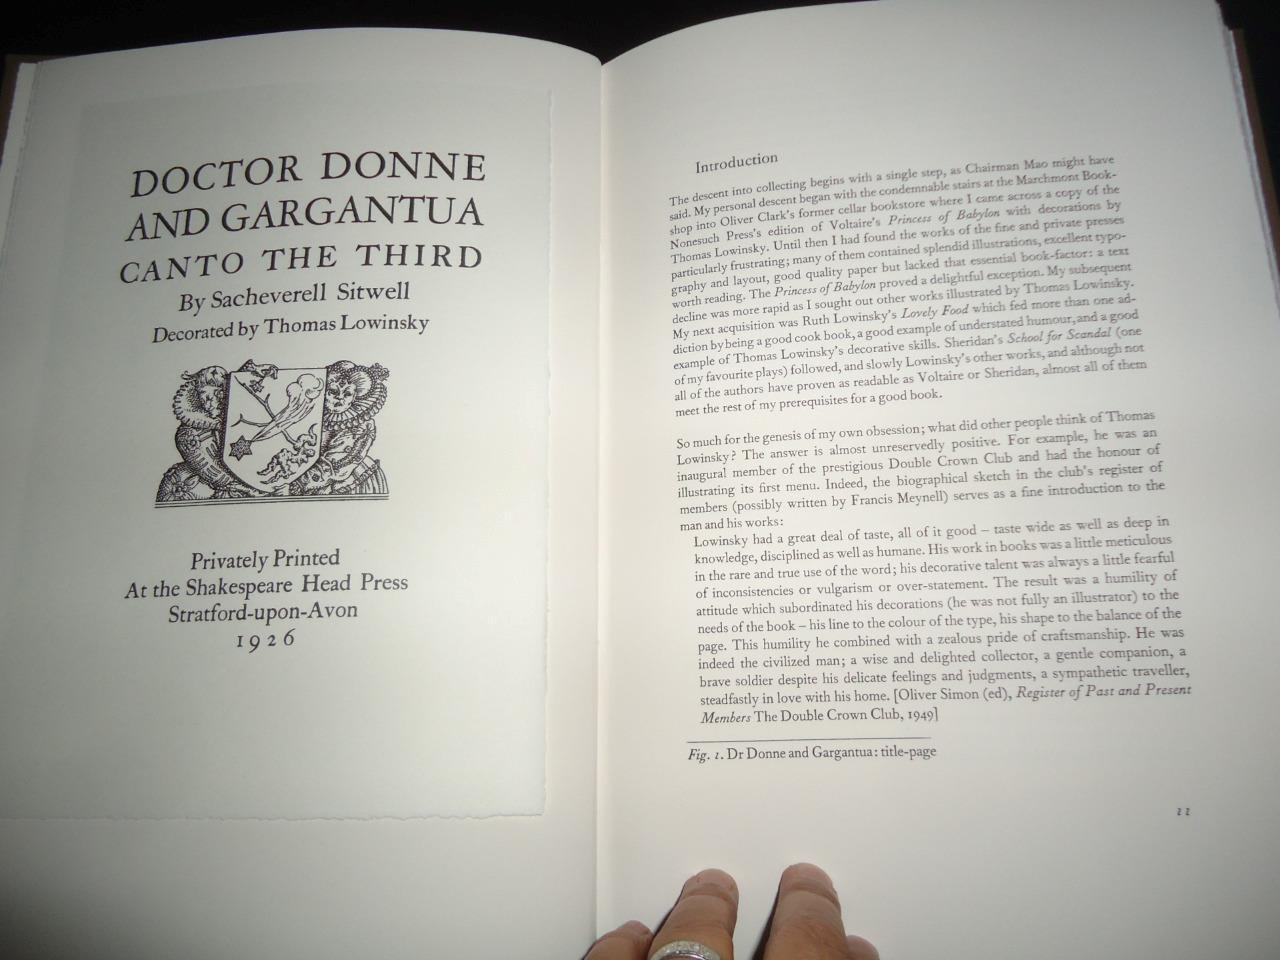 DOCTOR DONNE
AND GARGANTUA
CANTO THE THIRD
By Sacheverell Sitwell
Decorated by Thomas Lowinsky
Privately Printed
At the Shakespeare Head Press
Stratford-upon-Avon
1926
Introduction
The descent into collecting begins with a single step, as Chairman Mao might have
said. My personal descent began with the condemnable stairs at the Marchmont Book-
shop into Oliver Clark's former cellar bookstore where I came across a copy of the
Nonesuch Press's edition of Voltaire's Princess of Babylon with decorations by
Thomas Lowinsky. Until then I had found the works of the fine and private presses
particularly frustrating; many of them contained splendid illustrations, excellent typo-
graphy and layout, good quality paper but lacked that essential book-factor: a text
worth reading. The Princess of Babylon proved a delightful exception. My subsequent
decline was more rapid as I sought out other works illustrated by Thomas Lowinsky.
My next acquisition was Ruth Lowinsky's Lovely Food which fed more than one ad-
diction by being a good cook book, a good example of understated humour, and a good
example of Thomas Lowinsky's decorative skills. Sheridan's School for Scandal (one
of my favourite plays) followed, and slowly Lowinsky's other works, and although not
all of the authors have proven as readable as Voltaire or Sheridan, almost all of them
meet the rest of my prerequisites for a good book.
So much for the genesis of my own obsession; what did other people think of Thomas
Lowinsky? The answer is almost unreservedly positive. For example, he was an
inaugural member of the prestigious Double Crown Club and had the honour of
illustrating its first menu. Indeed, the biographical sketch in the club's register of
members (possibly written by Francis Meynell) serves as a fine introduction to the
man and his works:
Lowinsky had a great deal of taste, all of it good – taste wide as well as deep in
knowledge, disciplined as well as humane. His work in books was a little meticulous
in the rare and true use of the word; his decorative talent was always a little fearful
of inconsistencies or vulgarism or over-statement. The result was a humility of
attitude which subordinated his decorations (he was not fully an illustrator) to the
needs of the book – his line to the colour of the type, his shape to the balance of the
page. This humility he combined with a zealous pride of craftsmanship. He was
indeed the civilized man; a wise and delighted collector, a gentle companion, a
brave soldier despite his delicate feelings and judgments, a sympathetic traveller,
steadfastly in love with his home. [Oliver Simon (ed), Register of Past and Present
Members The Double Crown Club, 1949]
Fig. 1. Dr Donne and Gargantua: title-page